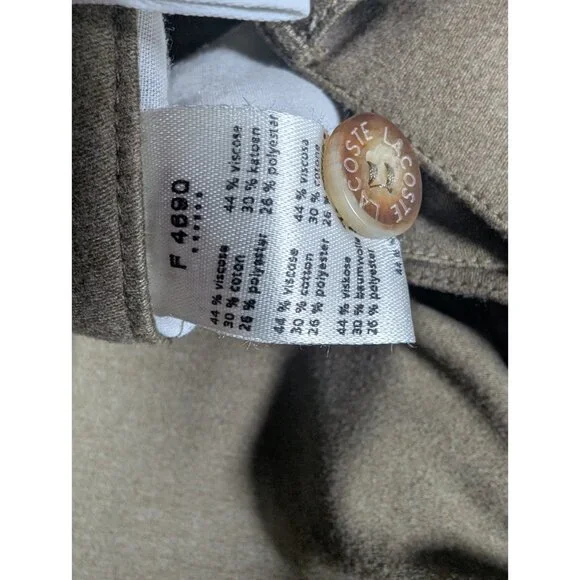 F 4690
44 % viscose
30 % coton
26 % polyester
44 % viscose
30 % katoen
26 % polyester
44 % viscose
30 % cotton
26 % polyester
44 % viscosa
30 % cotone
44 % viskose
30 % baumwolle
26 % polyester
44 %
LACOSTE LACOSTE